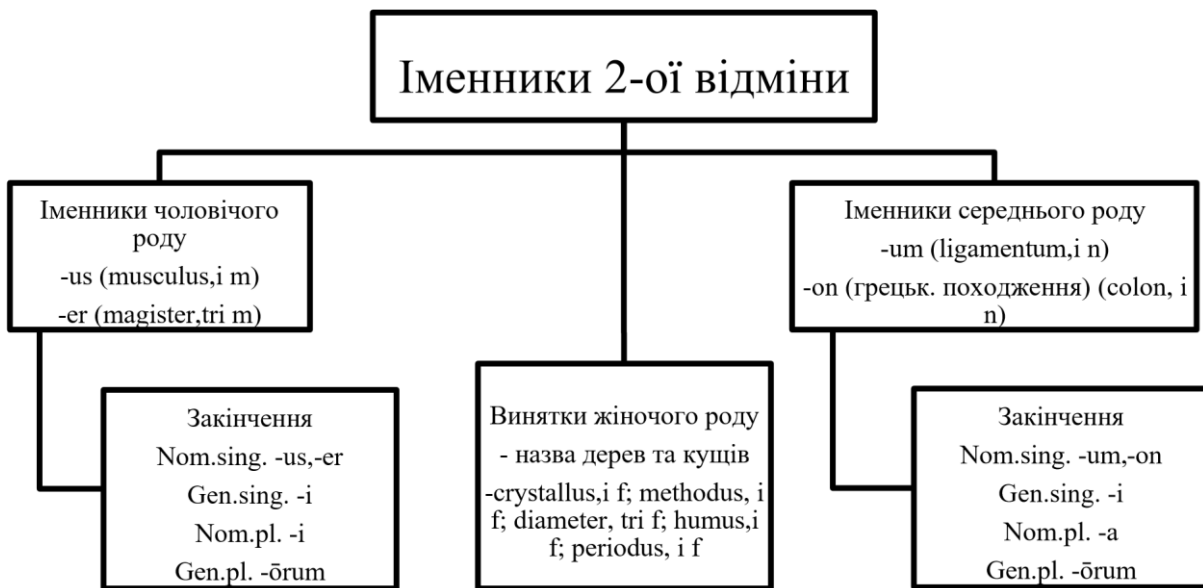 Іменники 2-ої відміни
Іменники чоловічого
роду
-us (musculus,i m)
-er (magister,tri m)
Закінчення
Nom.sing. -us,-er
Gen.sing. -i
Nom.pl. -i
Gen.pl. -ōrum
Винятки жіночого роду
- назва дерев та кущів
-crystallus,i f; methodus, i
f; diameter, tri f; humus,i
f; periodus, i f
Іменники середнього роду
-um (ligamentum,i n)
-on (грецьк. походження) (colon, i
n)
Закінчення
Nom.sing. -um,-on
Gen.sing. -i
Nom.pl. -a
Gen.pl. -ōrum